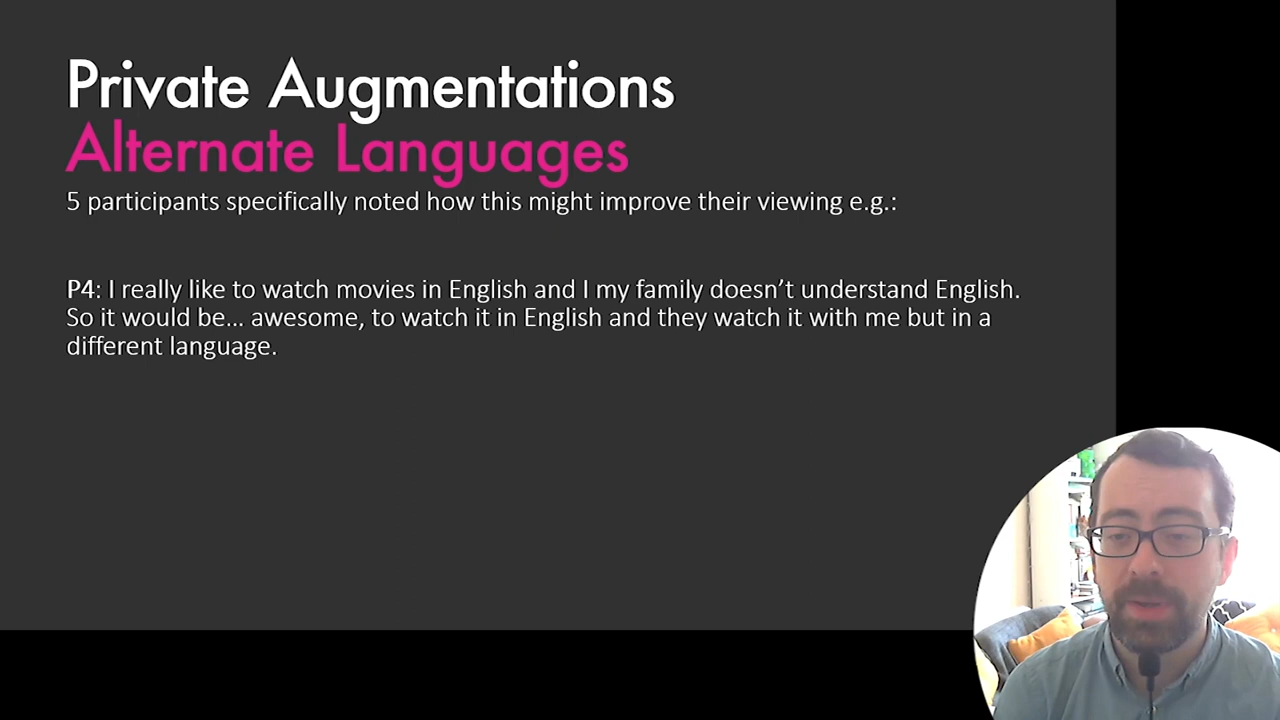 Private Augmentations
Alternate Languages
5 participants specifically noted how this might improve their viewing e.g.:
P4: I really like to watch movies in English and I my family doesn’t understand English.
So it would be… awesome, to watch it in English and they watch it with me but in a
different language.